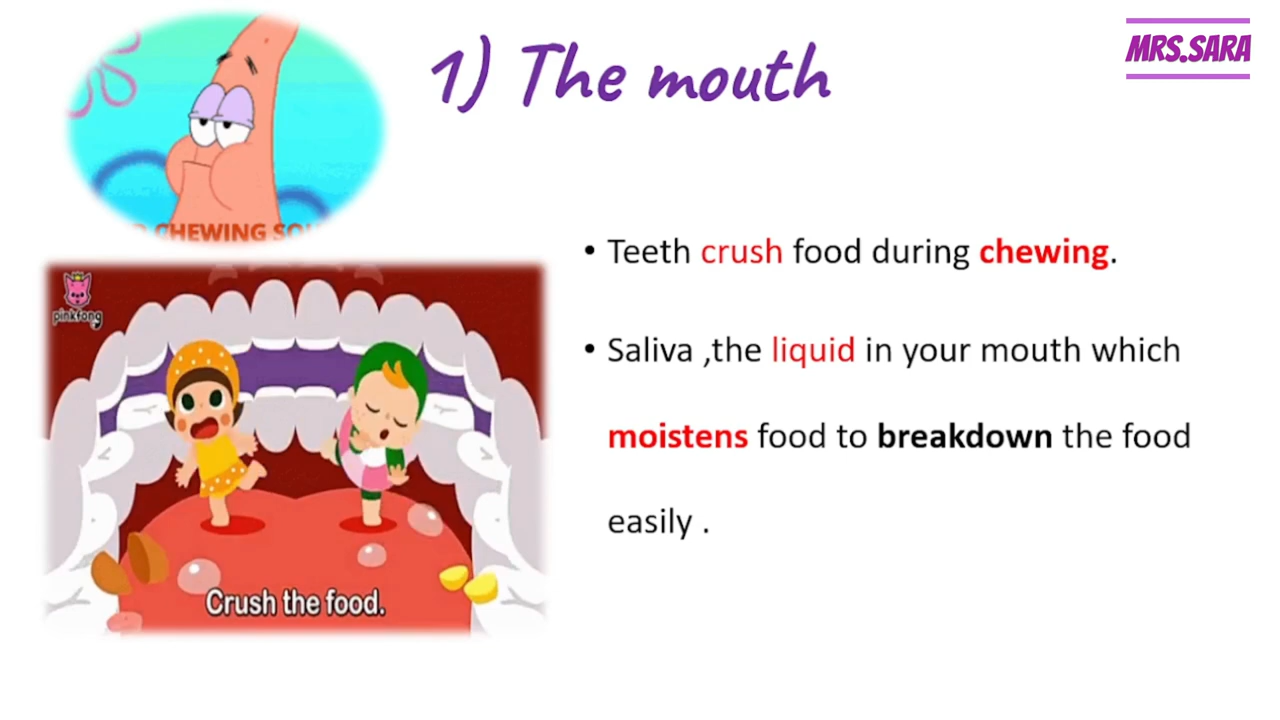 MRS.SARA
1) The mouth
CHEWING
• Teeth crush food during chewing.
pinkfong
• Saliva ,the liquid in your mouth which
moistens food to breakdown the food
easily .
Crush the food.